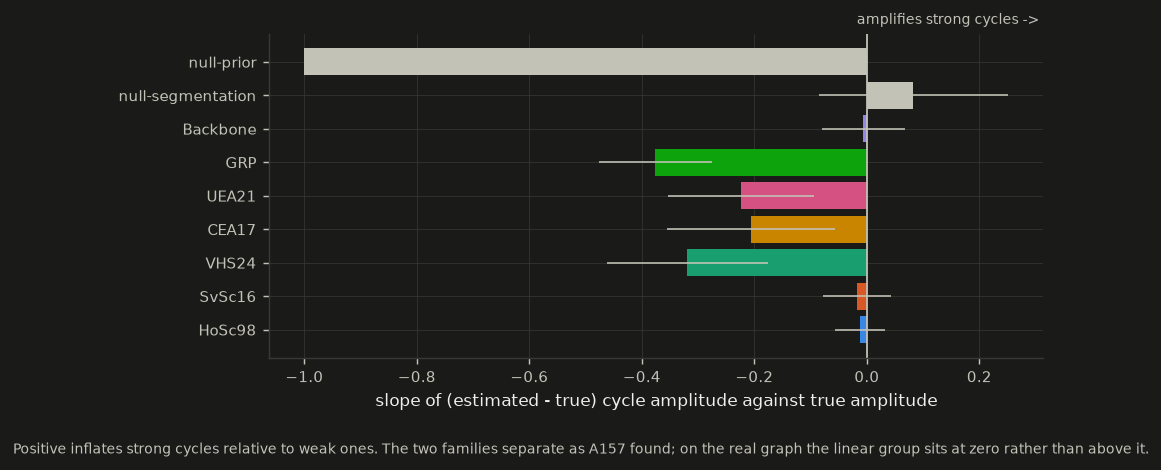 amplifies strong cycles ->
null-prior
null-segmentation
Backbone
GRP
UEA21
CEA17
VHS24
SvSc16
HoSc98
−1.0 −0.8 −0.6 −0.4 −0.2 0.0 0.2
slope of (estimated - true) cycle amplitude against true amplitude
Positive inflates strong cycles relative to weak ones. The two families separate as A157 found; on the real graph the linear group sits at zero rather than above it.